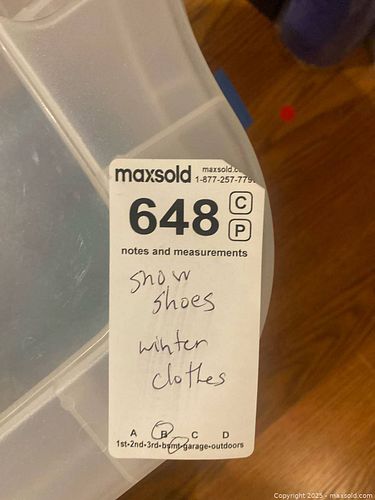 maxsold
maxsold.co
1-877-257-779
648
C
P
notes and measurements
snow
shoes
winter
clothes
A B C D
1st•2nd•3rd•bsmt•garage•outdoors
Copyright 2025 - maxsold.com